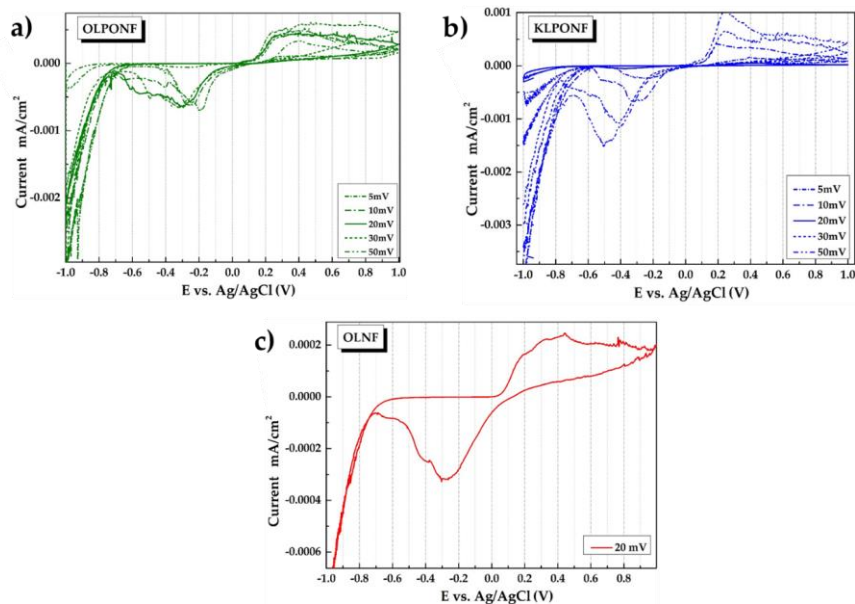 a)
OLPONF
Current mA/cm²
0.000
-0.001
-0.002
5mV
10mV
20mV
30mV
50mV
-1.0 -0.8 -0.6 -0.4 -0.2 0.0 0.2 0.4 0.6 0.8 1.0
E vs. Ag/AgCl (V)
b)
KLPONF
Current mA/cm²
0.001
0.000
-0.001
-0.002
-0.003
5mV
10mV
20mV
30mV
50mV
-1.0 -0.8 -0.6 -0.4 -0.2 0.0 0.2 0.4 0.6 0.8 1.0
E vs. Ag/AgCl (V)
c)
OLNF
Current mA/cm²
0.0002
0.0000
-0.0002
-0.0004
-0.0006
20 mV
-1.0 -0.8 -0.6 -0.4 -0.2 0.0 0.2 0.4 0.6 0.8
E vs. Ag/AgCl (V)